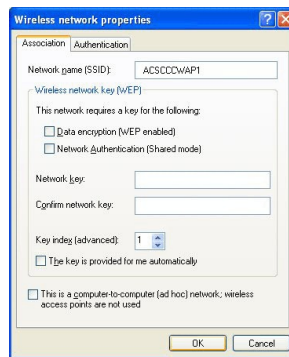 Wireless network properties
Association
Authentication
Network name (SSID):
ACSCCCWAP1
Wireless network key (WEP)
This network requires a key for the following:
Data encryption (WEP enabled)
Network Authentication (Shared mode)
Network key:
Confirm network key:
Key index (advanced):
1
The key is provided for me automatically
This is a computer-to-computer (ad hoc) network; wireless
access points are not used
OK
Cancel